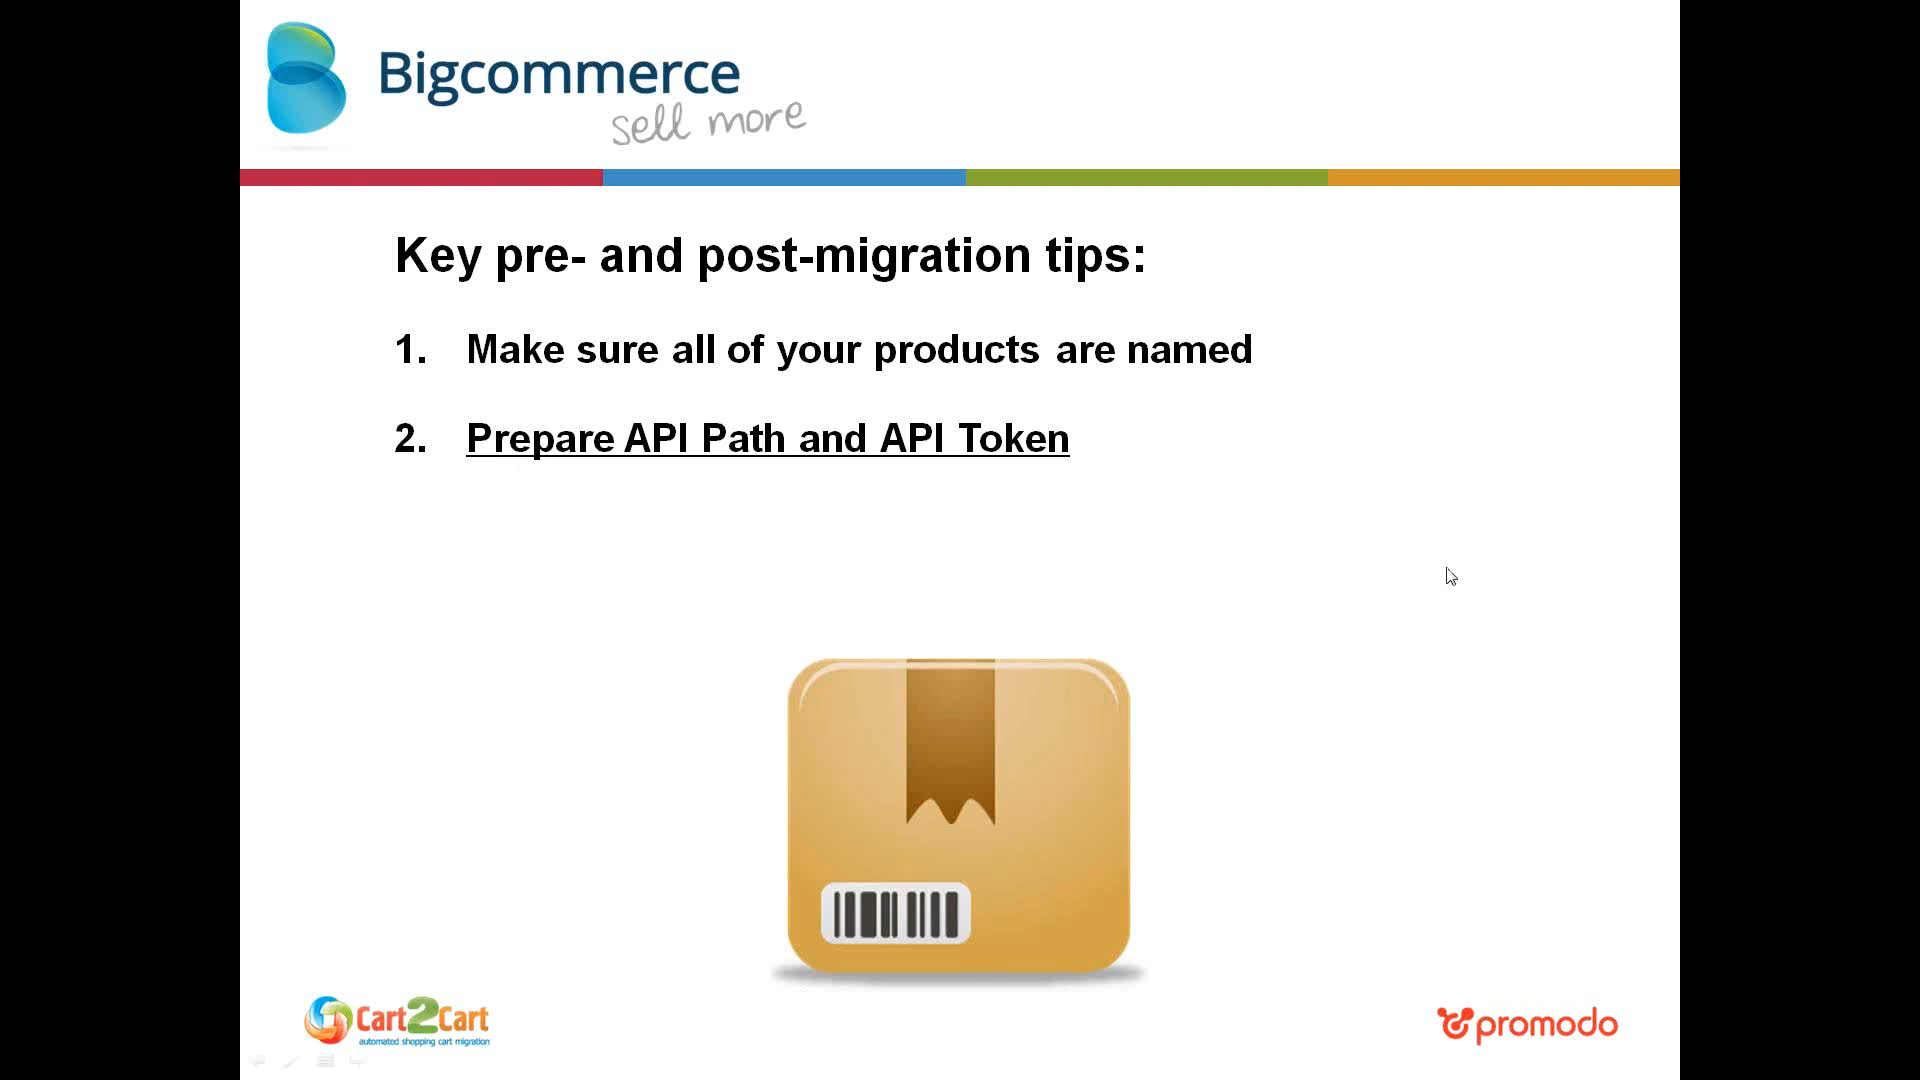 Bigcommerce
sell more
Key pre- and post-migration tips:
1. Make sure all of your products are named
2. Prepare API Path and API Token
Cart2Cart
automated shopping cart migration
promodo